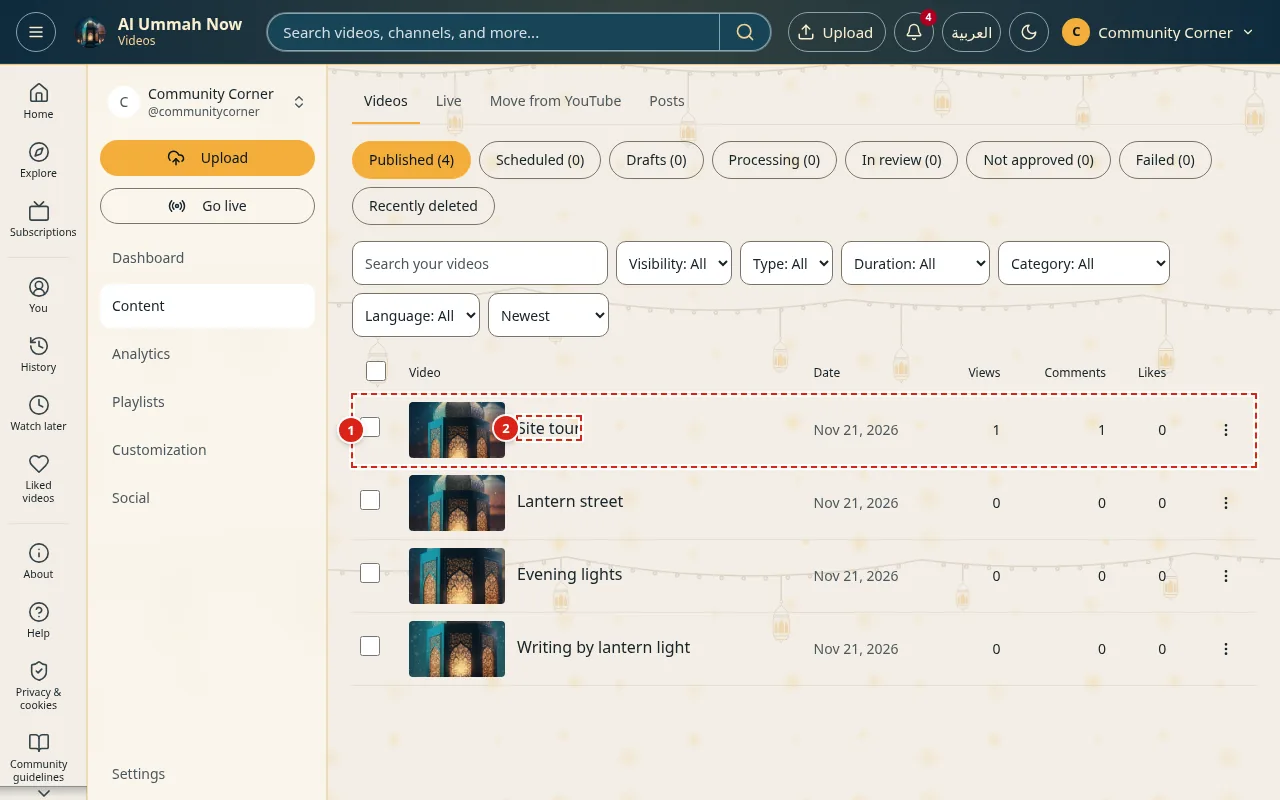 Al Ummah Now
Videos
Search videos, channels, and more...
Upload
4
العربية
C
Community Corner
Home
Explore
Subscriptions
You
History
Watch later
Liked
videos
About
Help
Privacy &
cookies
Community
guidelines
C
Community Corner
@communitycorner
Upload
Go live
Dashboard
Content
Analytics
Playlists
Customization
Social
Settings
Videos Live Move from YouTube Posts
Published (4) Scheduled (0) Drafts (0) Processing (0) In review (0) Not approved (0) Failed (0)
Recently deleted
Search your videos Visibility: All Type: All Duration: All Category: All
Language: All Newest
Video Date Views Comments Likes
1 2 Site tour Nov 21, 2026 1 1 0
Lantern street Nov 21, 2026 0 0 0
Evening lights Nov 21, 2026 0 0 0
Writing by lantern light Nov 21, 2026 0 0 0